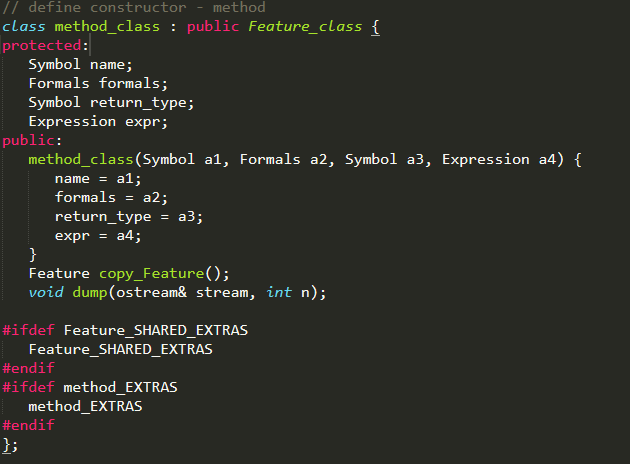 // define constructor - method
class method_class : public Feature_class {
protected:
   Symbol name;
   Formals formals;
   Symbol return_type;
   Expression expr;
public:
   method_class(Symbol a1, Formals a2, Symbol a3, Expression a4) {
      name = a1;
      formals = a2;
      return_type = a3;
      expr = a4;
   }
   Feature copy_Feature();
   void dump(ostream& stream, int n);

#ifdef Feature_SHARED_EXTRAS
   Feature_SHARED_EXTRAS
#endif
#ifdef method_EXTRAS
   method_EXTRAS
#endif
};